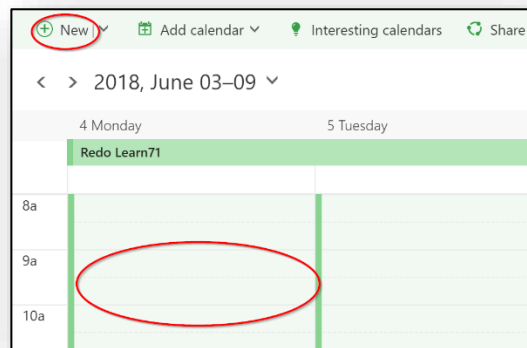 New Add calendar Interesting calendars Share
2018, June 03–09
4 Monday 5 Tuesday
Redo Learn71
8a
9a
10a